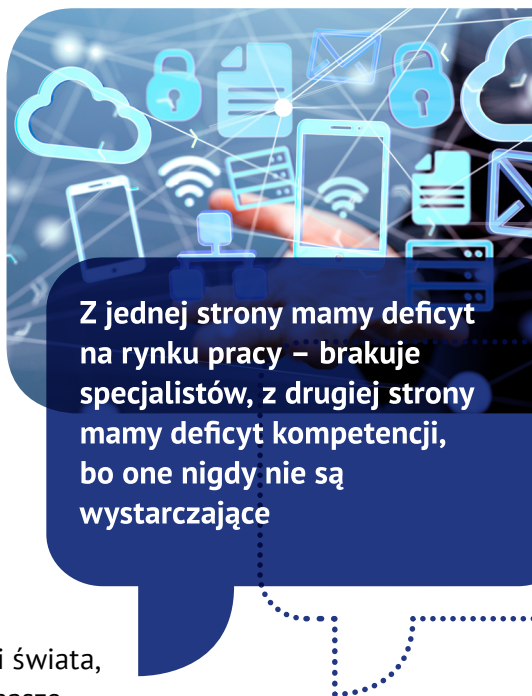 Z jednej strony mamy deficyt
na rynku pracy – brakuje
specjalistów, z drugiej strony
mamy deficyt kompetencji,
bo one nigdy nie są
wystarczające
i świata,